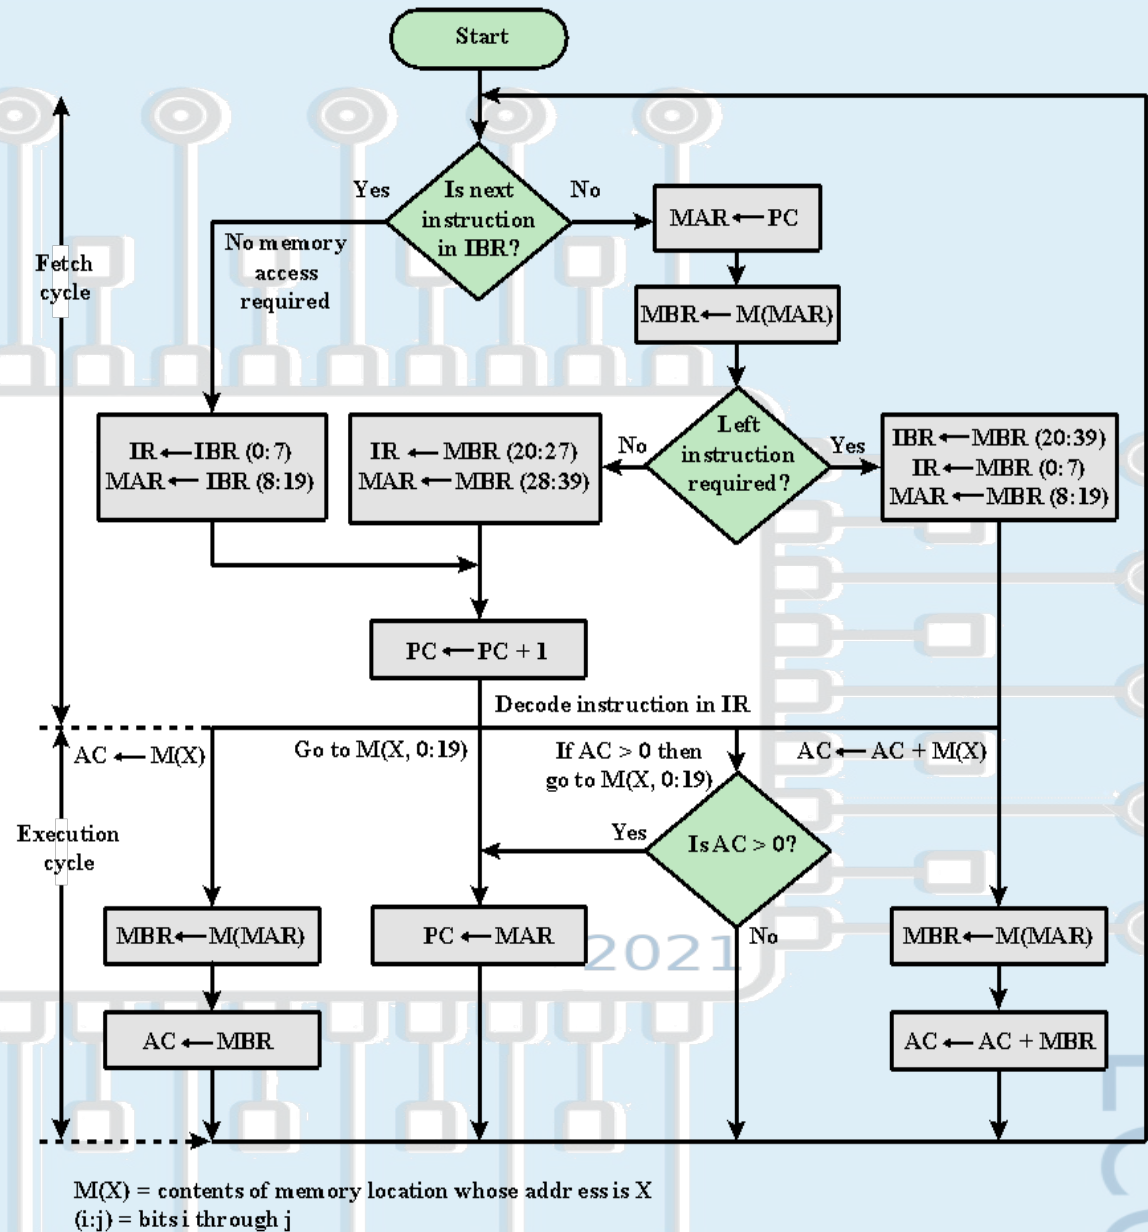 Start
Yes
Is next
instruction
in IBR?
No
MAR ← PC
No memory
access
required
Fetch
cycle
MBR ← M(MAR)
IR ← IBR (0:7)
MAR ← IBR (8:19)
IR ← MBR (20:27)
MAR ← MBR (28:39)
No
Left
instruction
required?
Yes
IBR ← MBR (20:39)
IR ← MBR (0:7)
MAR ← MBR (8:19)
PC ← PC + 1
Decode instruction in IR
AC ← M(X)
Go to M(X, 0:19)
If AC > 0 then
go to M(X, 0:19)
AC ← AC + M(X)
Execution
cycle
Yes
Is AC > 0?
No
MBR ← M(MAR)
PC ← MAR
MBR ← M(MAR)
2021
AC ← MBR
AC ← AC + MBR
M(X) = contents of memory location whose addr ess is X
(i:j) = bits i through j